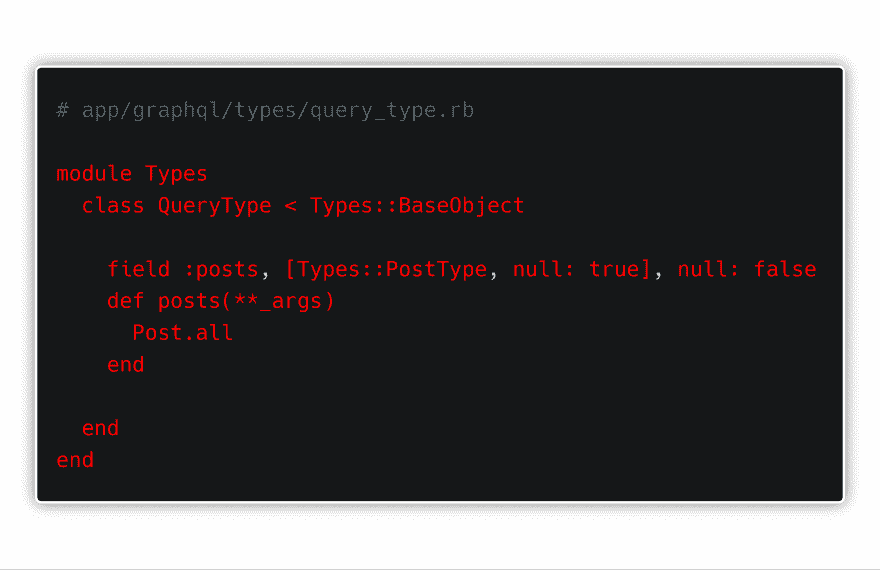 # app/graphql/types/query_type.rb
module Types
class QueryType < Types::BaseObject
field :posts, [Types::PostType, null: true], null: false
def posts(**_args)
Post.all
end
end
end